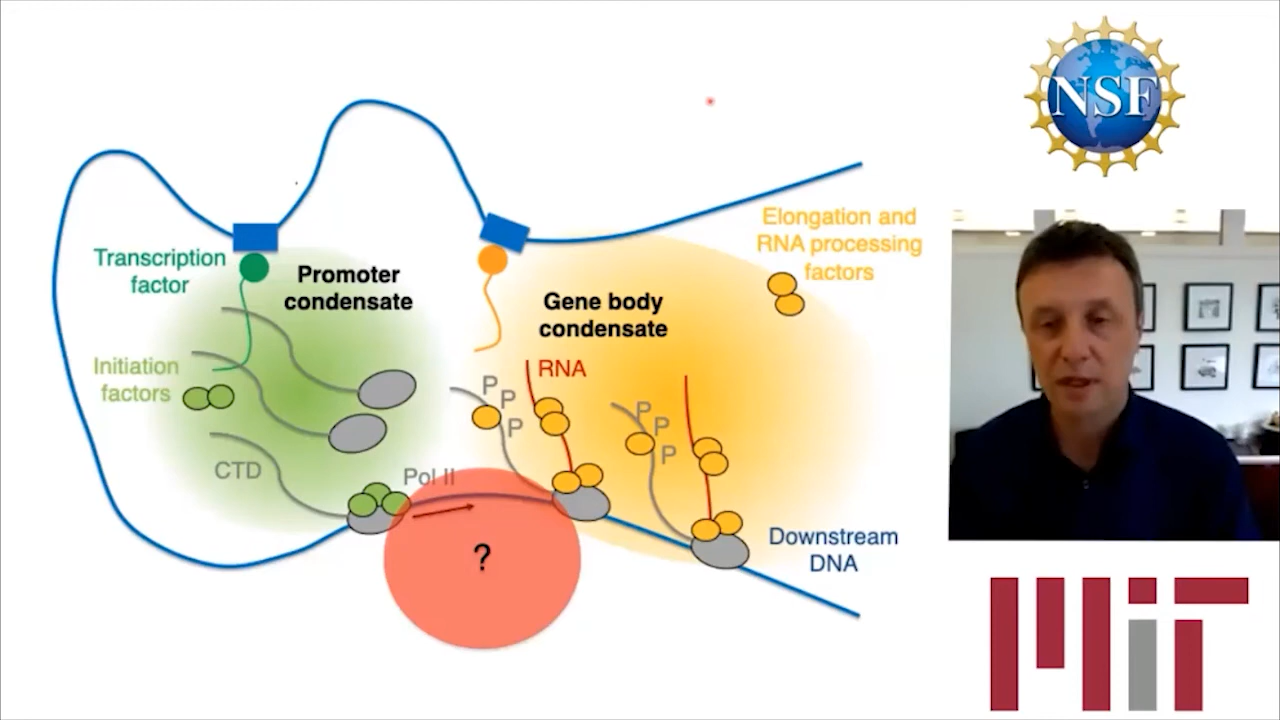 NSF
Elongation and
RNA processing
factors
Transcription
factor
Promoter
condensate
Gene body
condensate
Initiation
factors
RNA
P
P
P
P
P
P
CTD
Pol II
?
Downstream
DNA
MIT